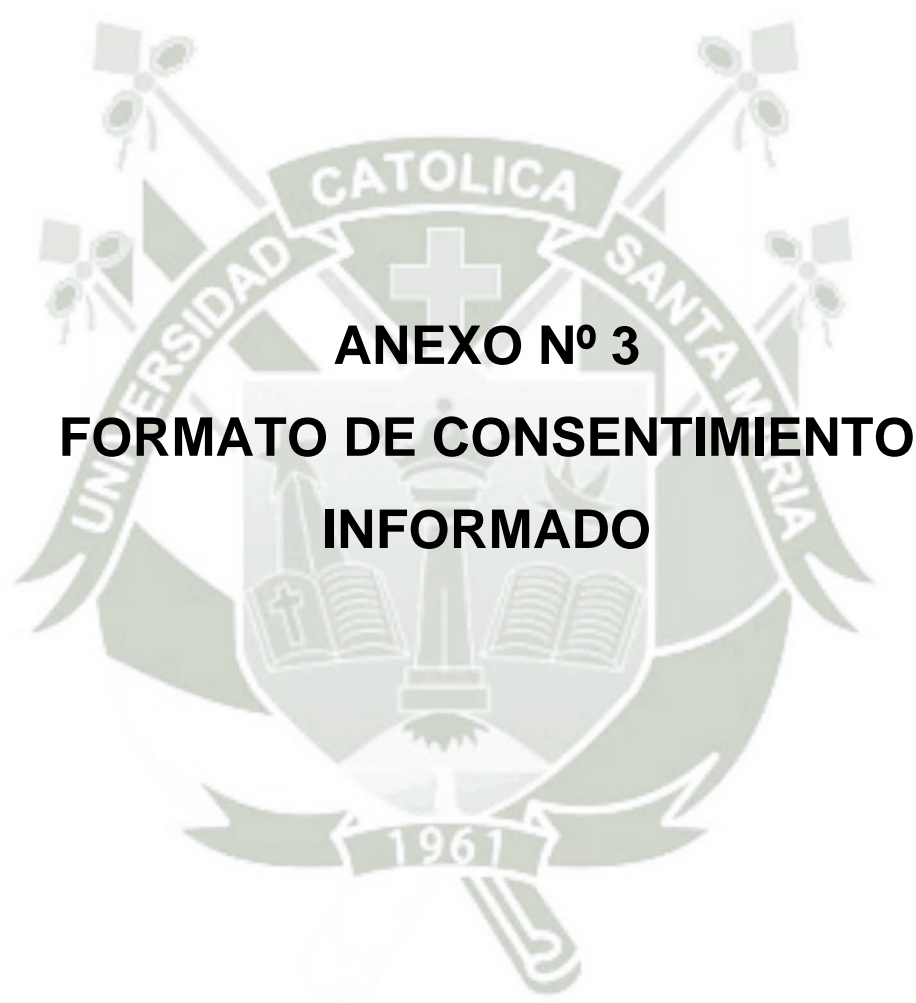 UNIVERSIDAD CATOLICA SANTA MARIA
ANEXO Nº 3
FORMATO DE CONSENTIMIENTO
INFORMADO
1961